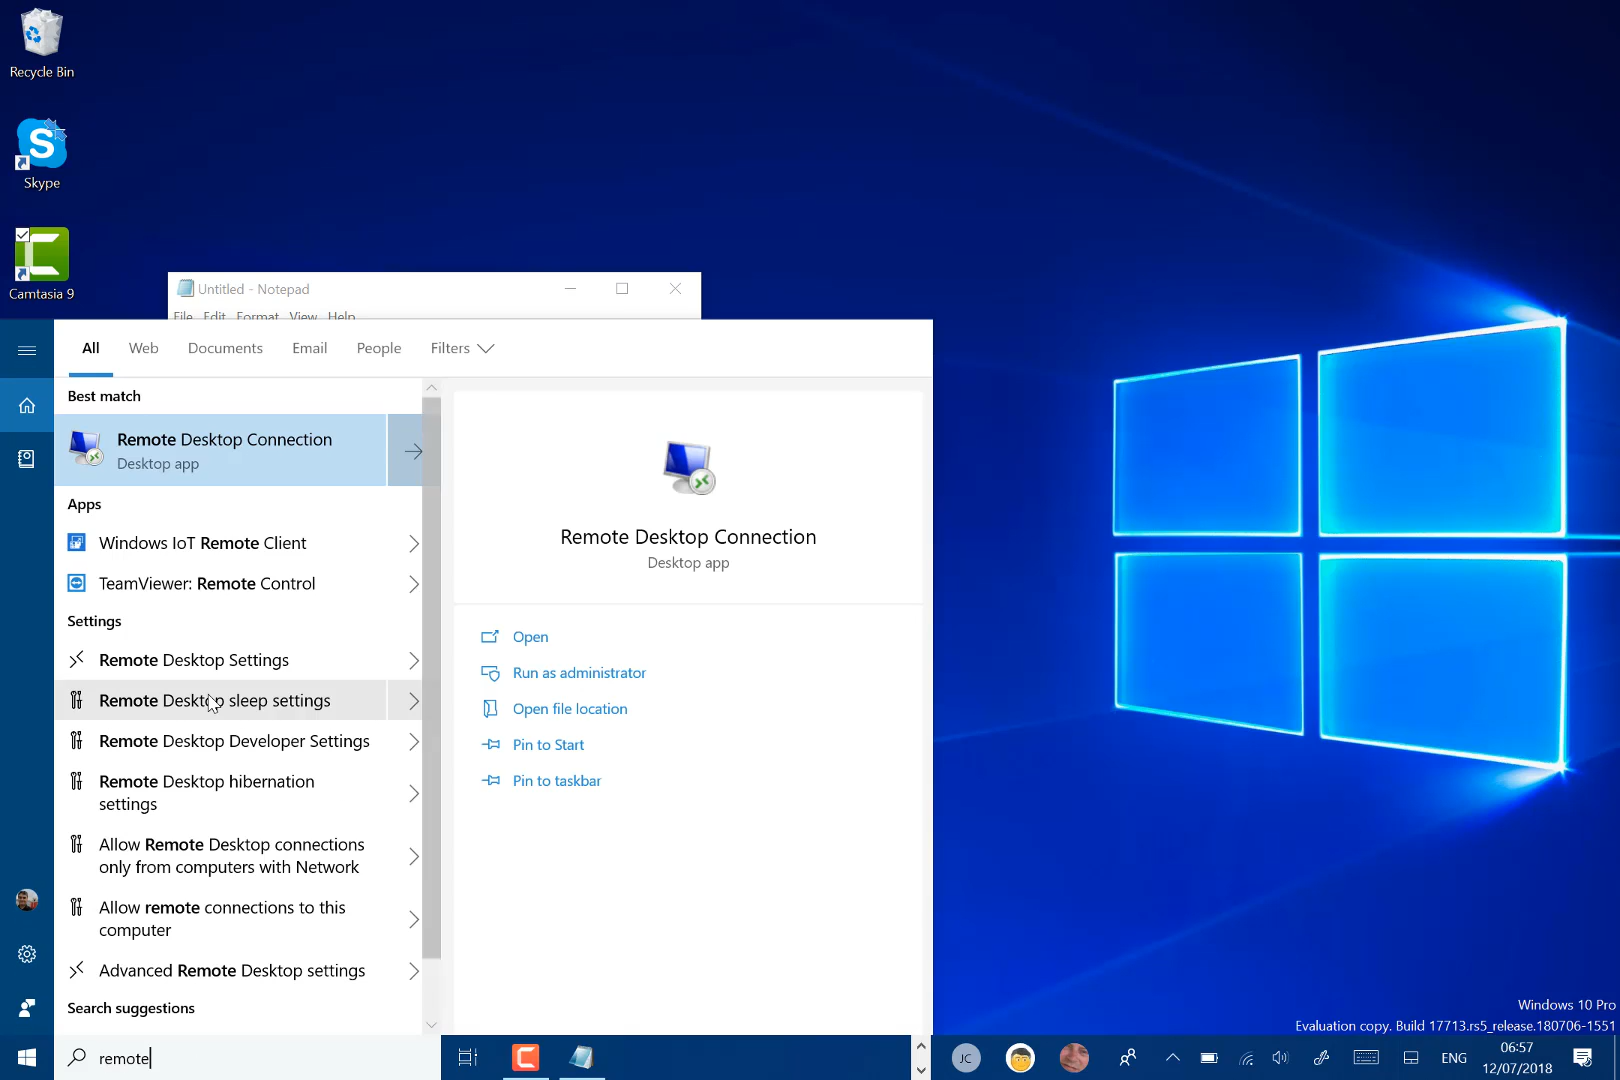 Recycle Bin
Skype
Camtasia 9
Untitled - Notepad
File Edit Format View Help
All Web Documents Email People Filters
Best match
Remote Desktop Connection
Desktop app
Apps
Windows IoT Remote Client
TeamViewer: Remote Control
Settings
Remote Desktop Settings
Remote Desktop sleep settings
Remote Desktop Developer Settings
Remote Desktop hibernation
settings
Allow Remote Desktop connections
only from computers with Network
Allow remote connections to this
computer
Advanced Remote Desktop settings
Search suggestions
remote
Remote Desktop Connection
Desktop app
Open
Run as administrator
Open file location
Pin to Start
Pin to taskbar
Windows 10 Pro
Evaluation copy. Build 17713.rs5_release.180706-1551
JC
ENG
06:57
12/07/2018